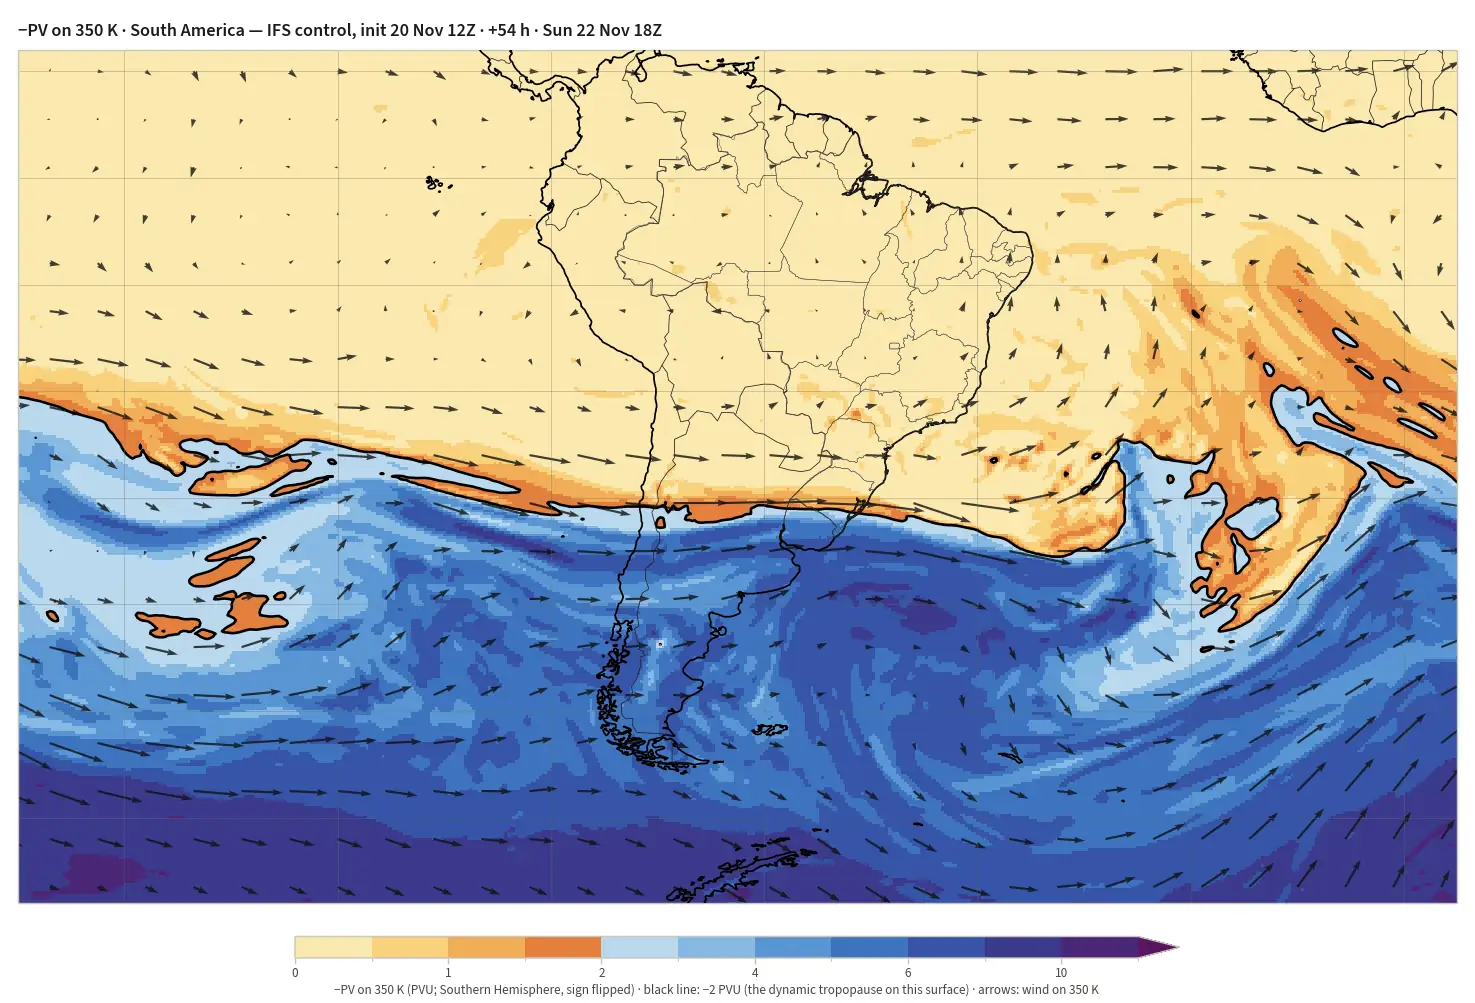 −PV on 350 K · South America — IFS control, init 20 Nov 12Z · +54 h · Sun 22 Nov 18Z
0 1 2 4 6 10
−PV on 350 K (PVU; Southern Hemisphere, sign flipped) · black line: −2 PVU (the dynamic tropopause on this surface) · arrows: wind on 350 K